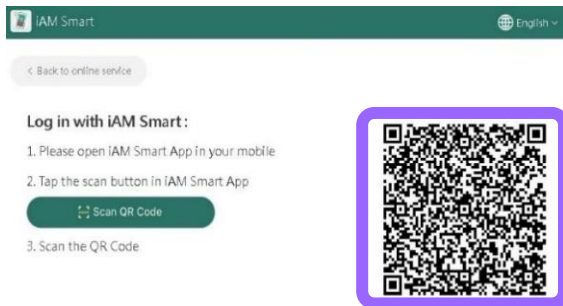 iAM Smart
English
< Back to online service
Log in with iAM Smart :
1. Please open iAM Smart App in your mobile
2. Tap the scan button in iAM Smart App
Scan QR Code
3. Scan the QR Code